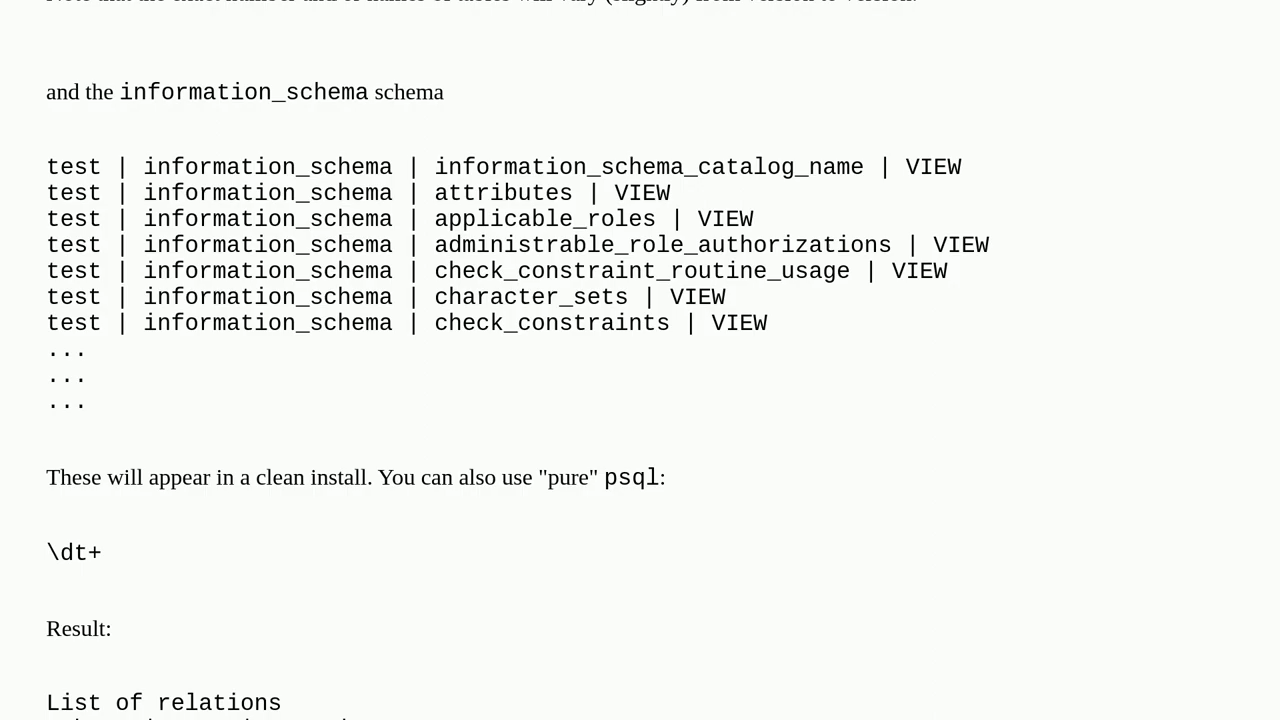 and the information_schema schema
test | information_schema | information_schema_catalog_name | VIEW
test | information_schema | attributes | VIEW
test | information_schema | applicable_roles | VIEW
test | information_schema | administrable_role_authorizations | VIEW
test | information_schema | check_constraint_routine_usage | VIEW
test | information_schema | character_sets | VIEW
test | information_schema | check_constraints | VIEW
...
...
...
These will appear in a clean install. You can also use "pure" psql:
\dt+
Result:
List of relations